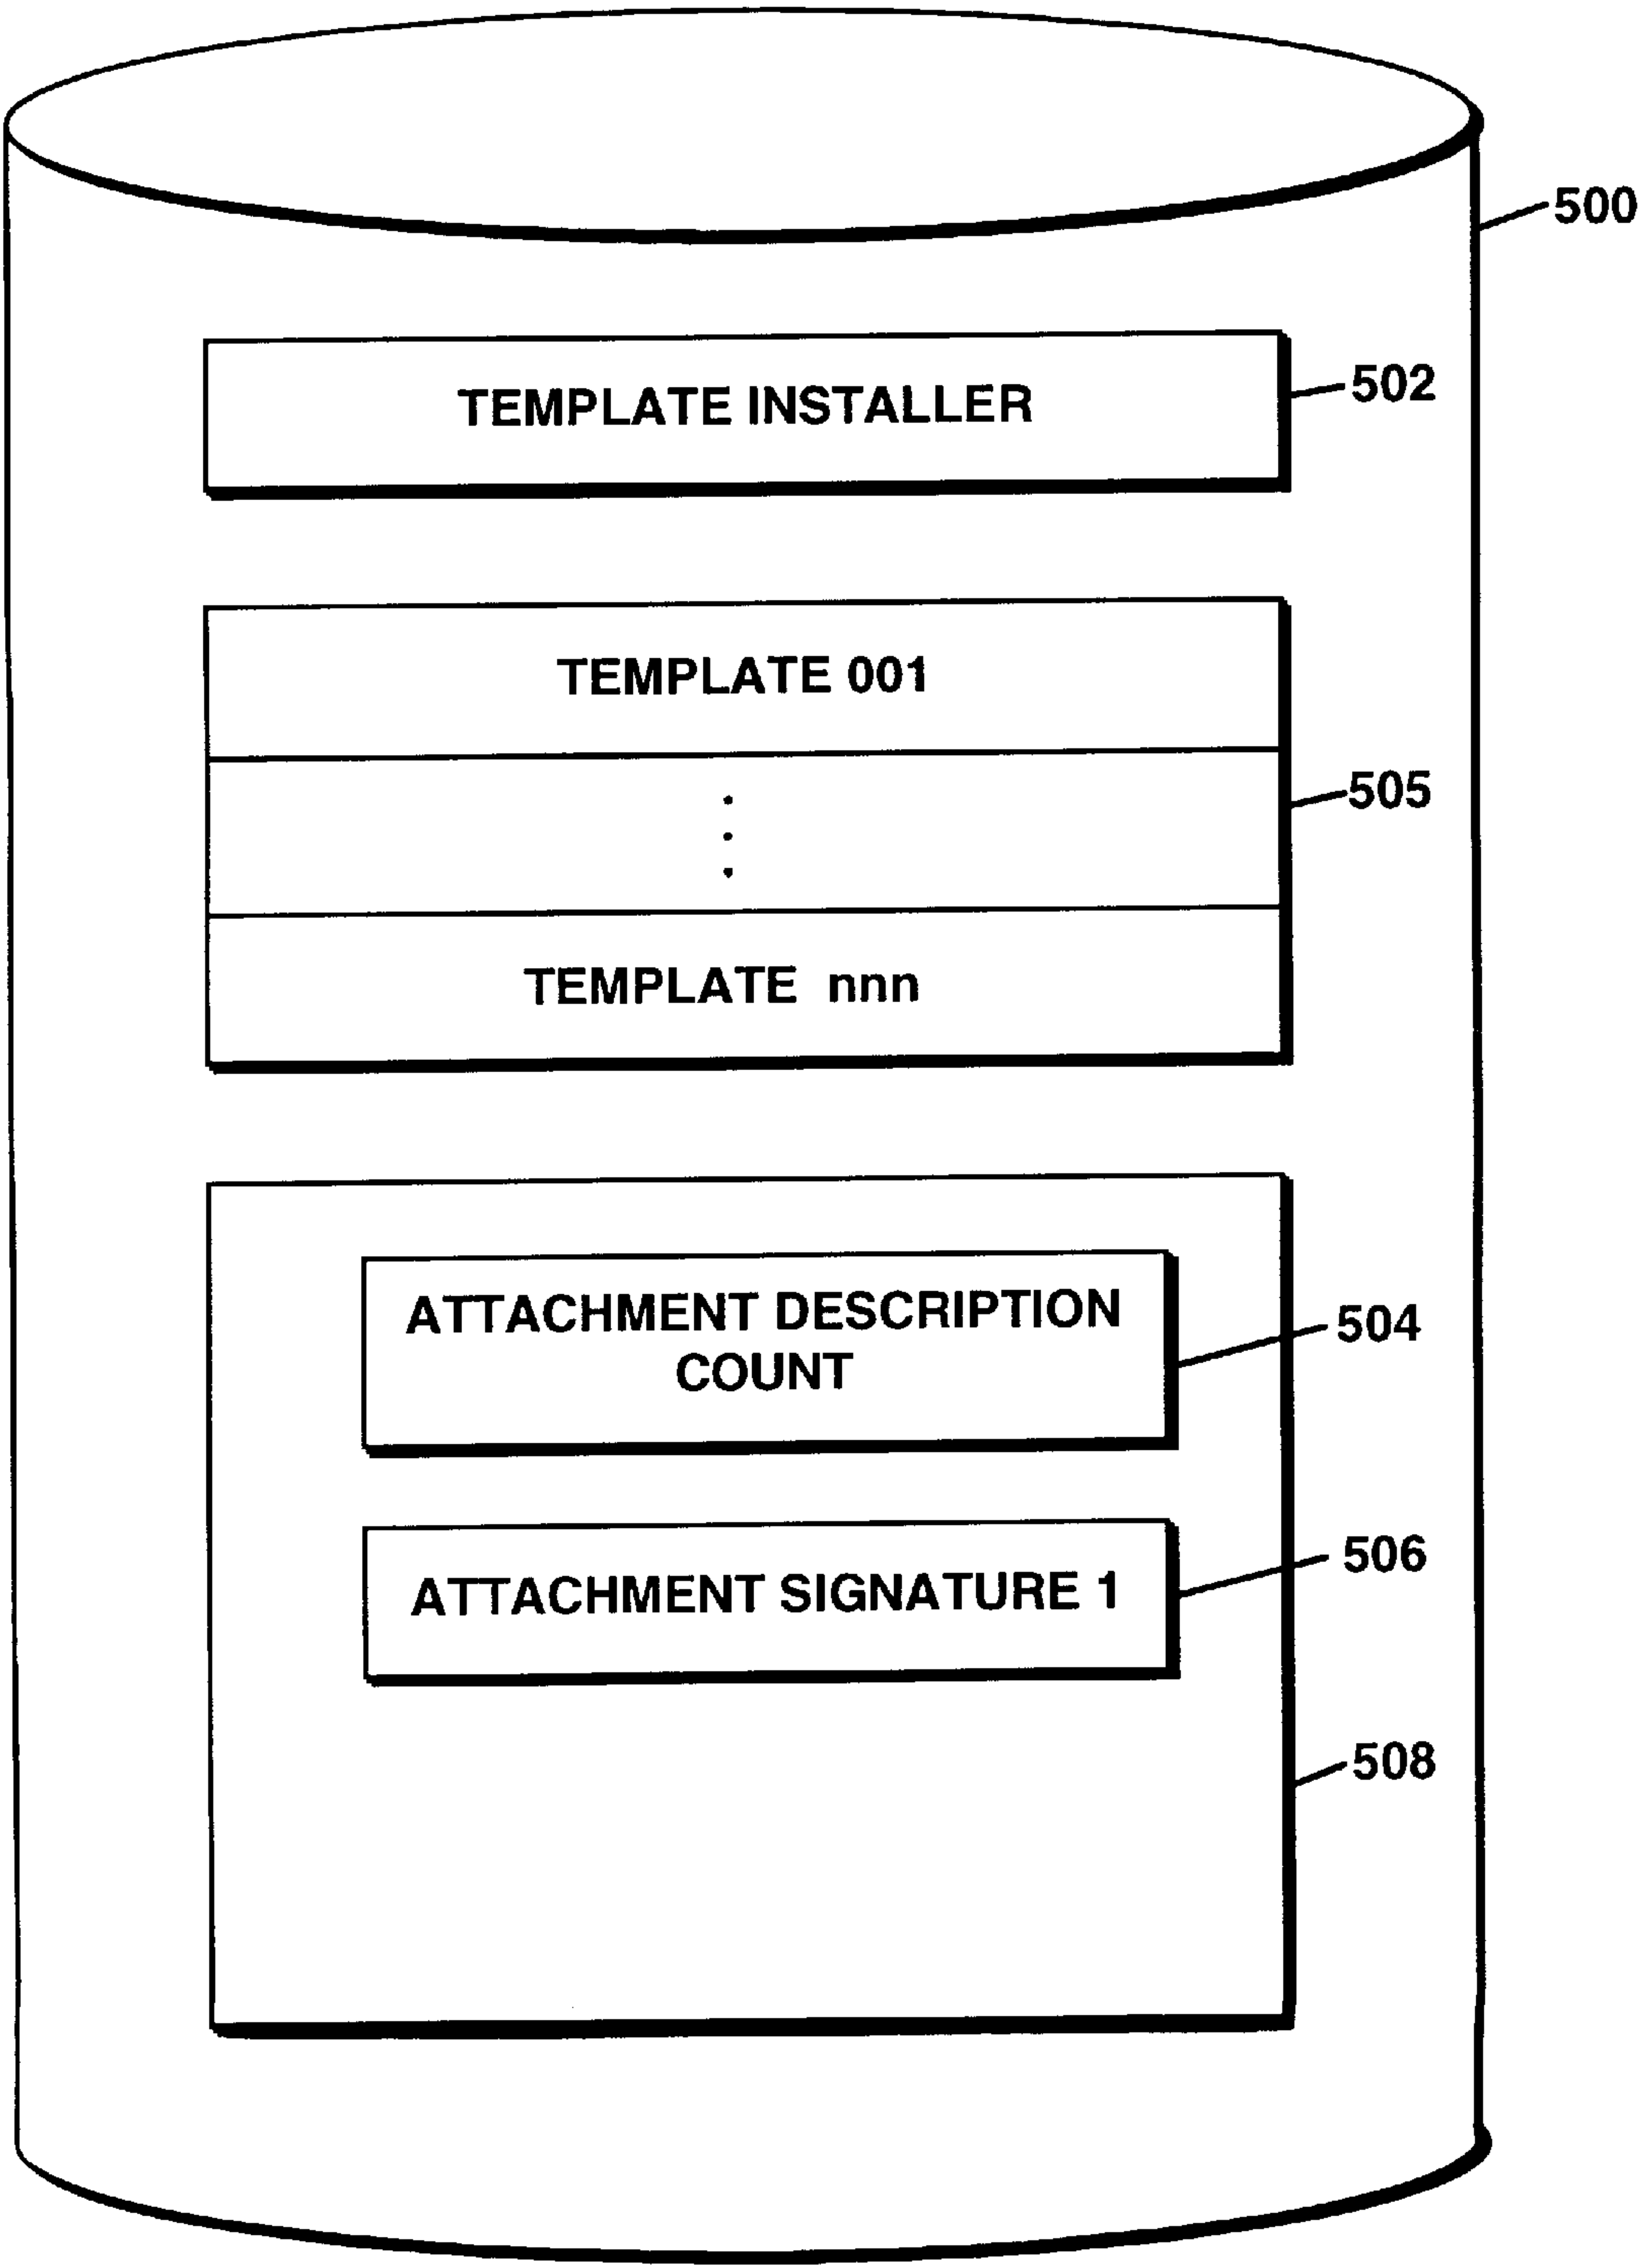 500
TEMPLATE INSTALLER
502
TEMPLATE 001
505
TEMPLATE nnn
ATTACHMENT DESCRIPTION
COUNT
504
ATTACHMENT SIGNATURE 1
506
508